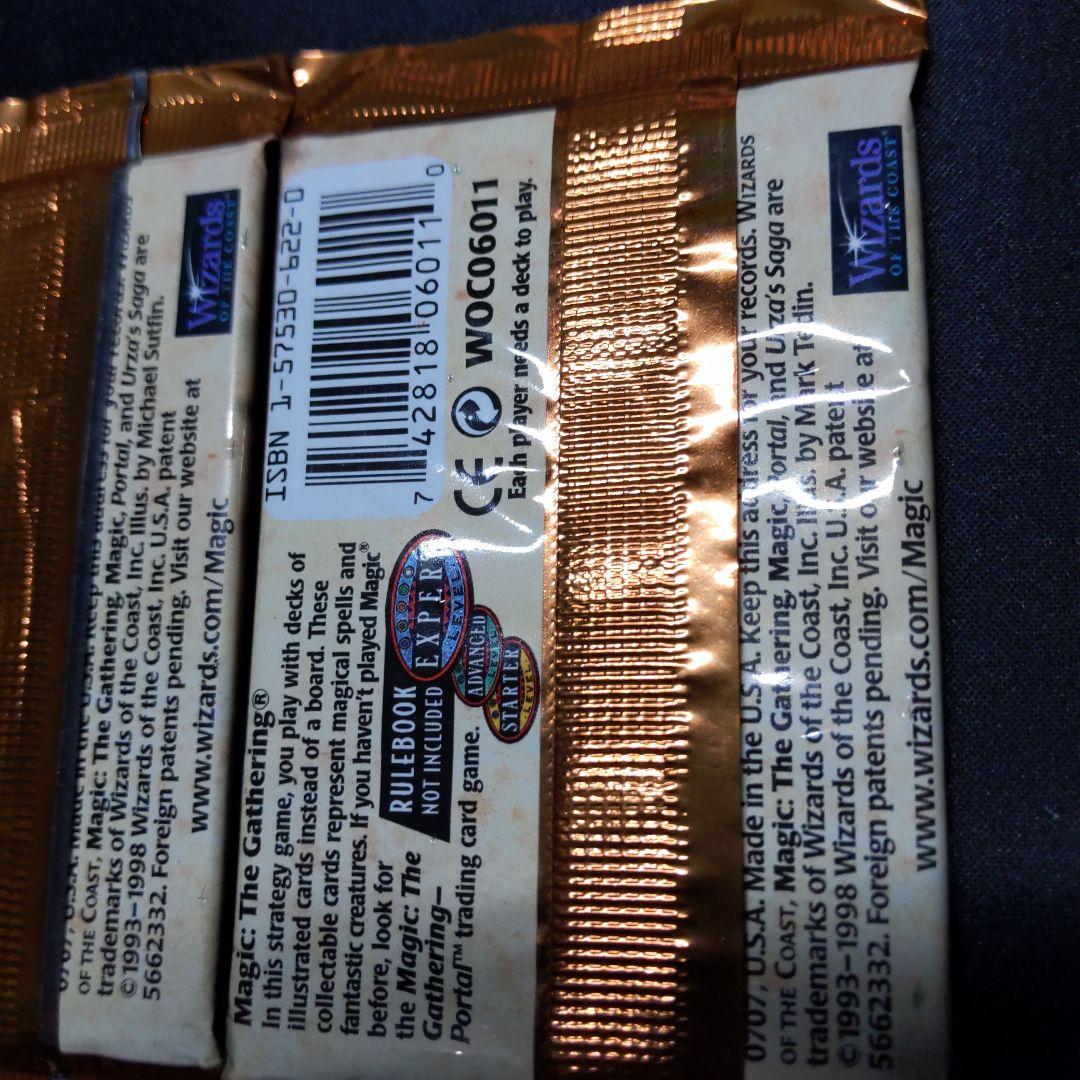 U.S.A. Made in the U.S.A. Keep this address for your records. WIZARDS
OF THE COAST, Magic: The Gathering, Magic, Portal, and Urza's Saga are
trademarks of Wizards of the Coast, Inc. Illus. by Michael Sutfin.
©1993–1998 Wizards of the Coast, Inc. U.S.A. patent
5662332. Foreign patents pending. Visit our website at
www.wizards.com/Magic
Wizards
OF THE COAST®
Magic: The Gathering®
In this strategy game, you play with decks of
illustrated cards instead of a board. These
collectable cards represent magical spells and
fantastic creatures. If you haven't played Magic®
before, look for
the Magic: The
Gathering–
Portal™ trading card game.
RULEBOOK
NOT INCLUDED
EXPERT
LEVEL
ADVANCED
LEVEL
STARTER
LEVEL
ISBN 1-57530-622-0
7 42818 06011 0
CE WOC06011
Each player needs a deck to play.
0707, U.S.A. Made in the U.S.A. Keep this address for your records. WIZARDS
OF THE COAST, Magic: The Gathering, Magic, Portal, and Urza's Saga are
trademarks of Wizards of the Coast, Inc. Illus. by Mark Tedin.
©1993–1998 Wizards of the Coast, Inc. U.S.A. patent
5662332. Foreign patents pending. Visit our website at
www.wizards.com/Magic
Wizards
OF THE COAST®